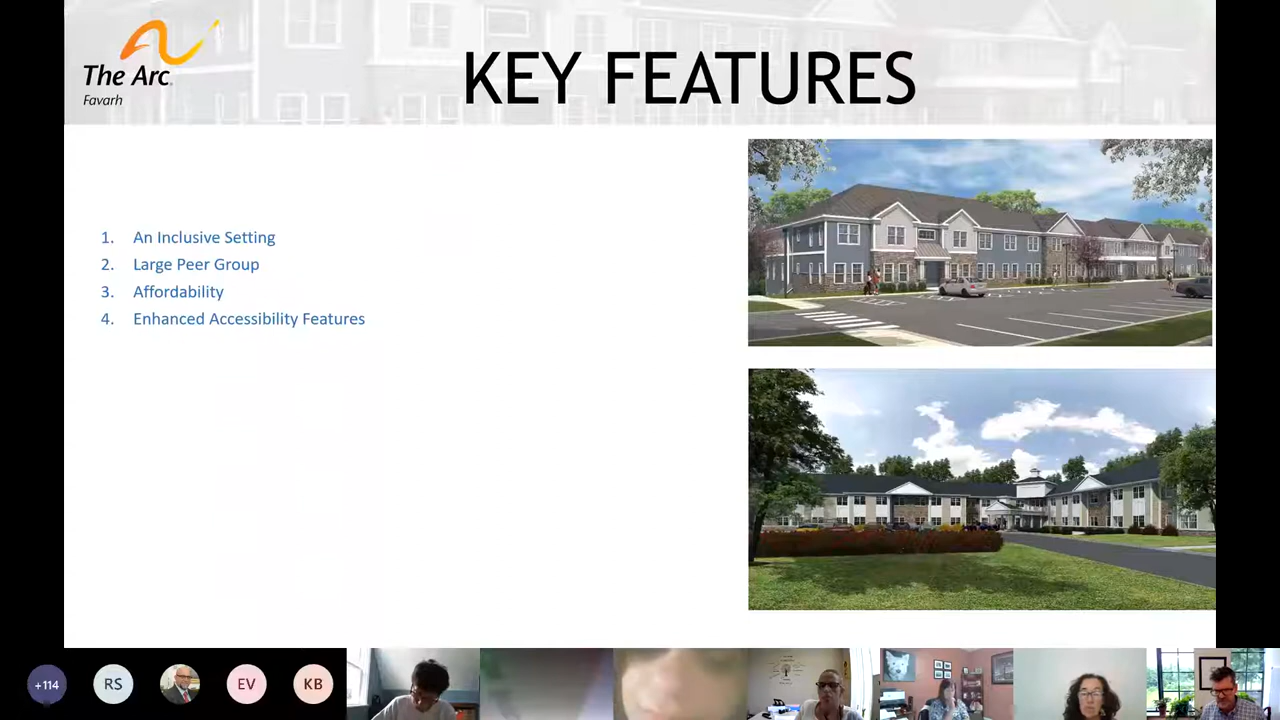 The Arc
Favarh
KEY FEATURES
1. An Inclusive Setting
2. Large Peer Group
3. Affordability
4. Enhanced Accessibility Features
+114
RS
EV
KB